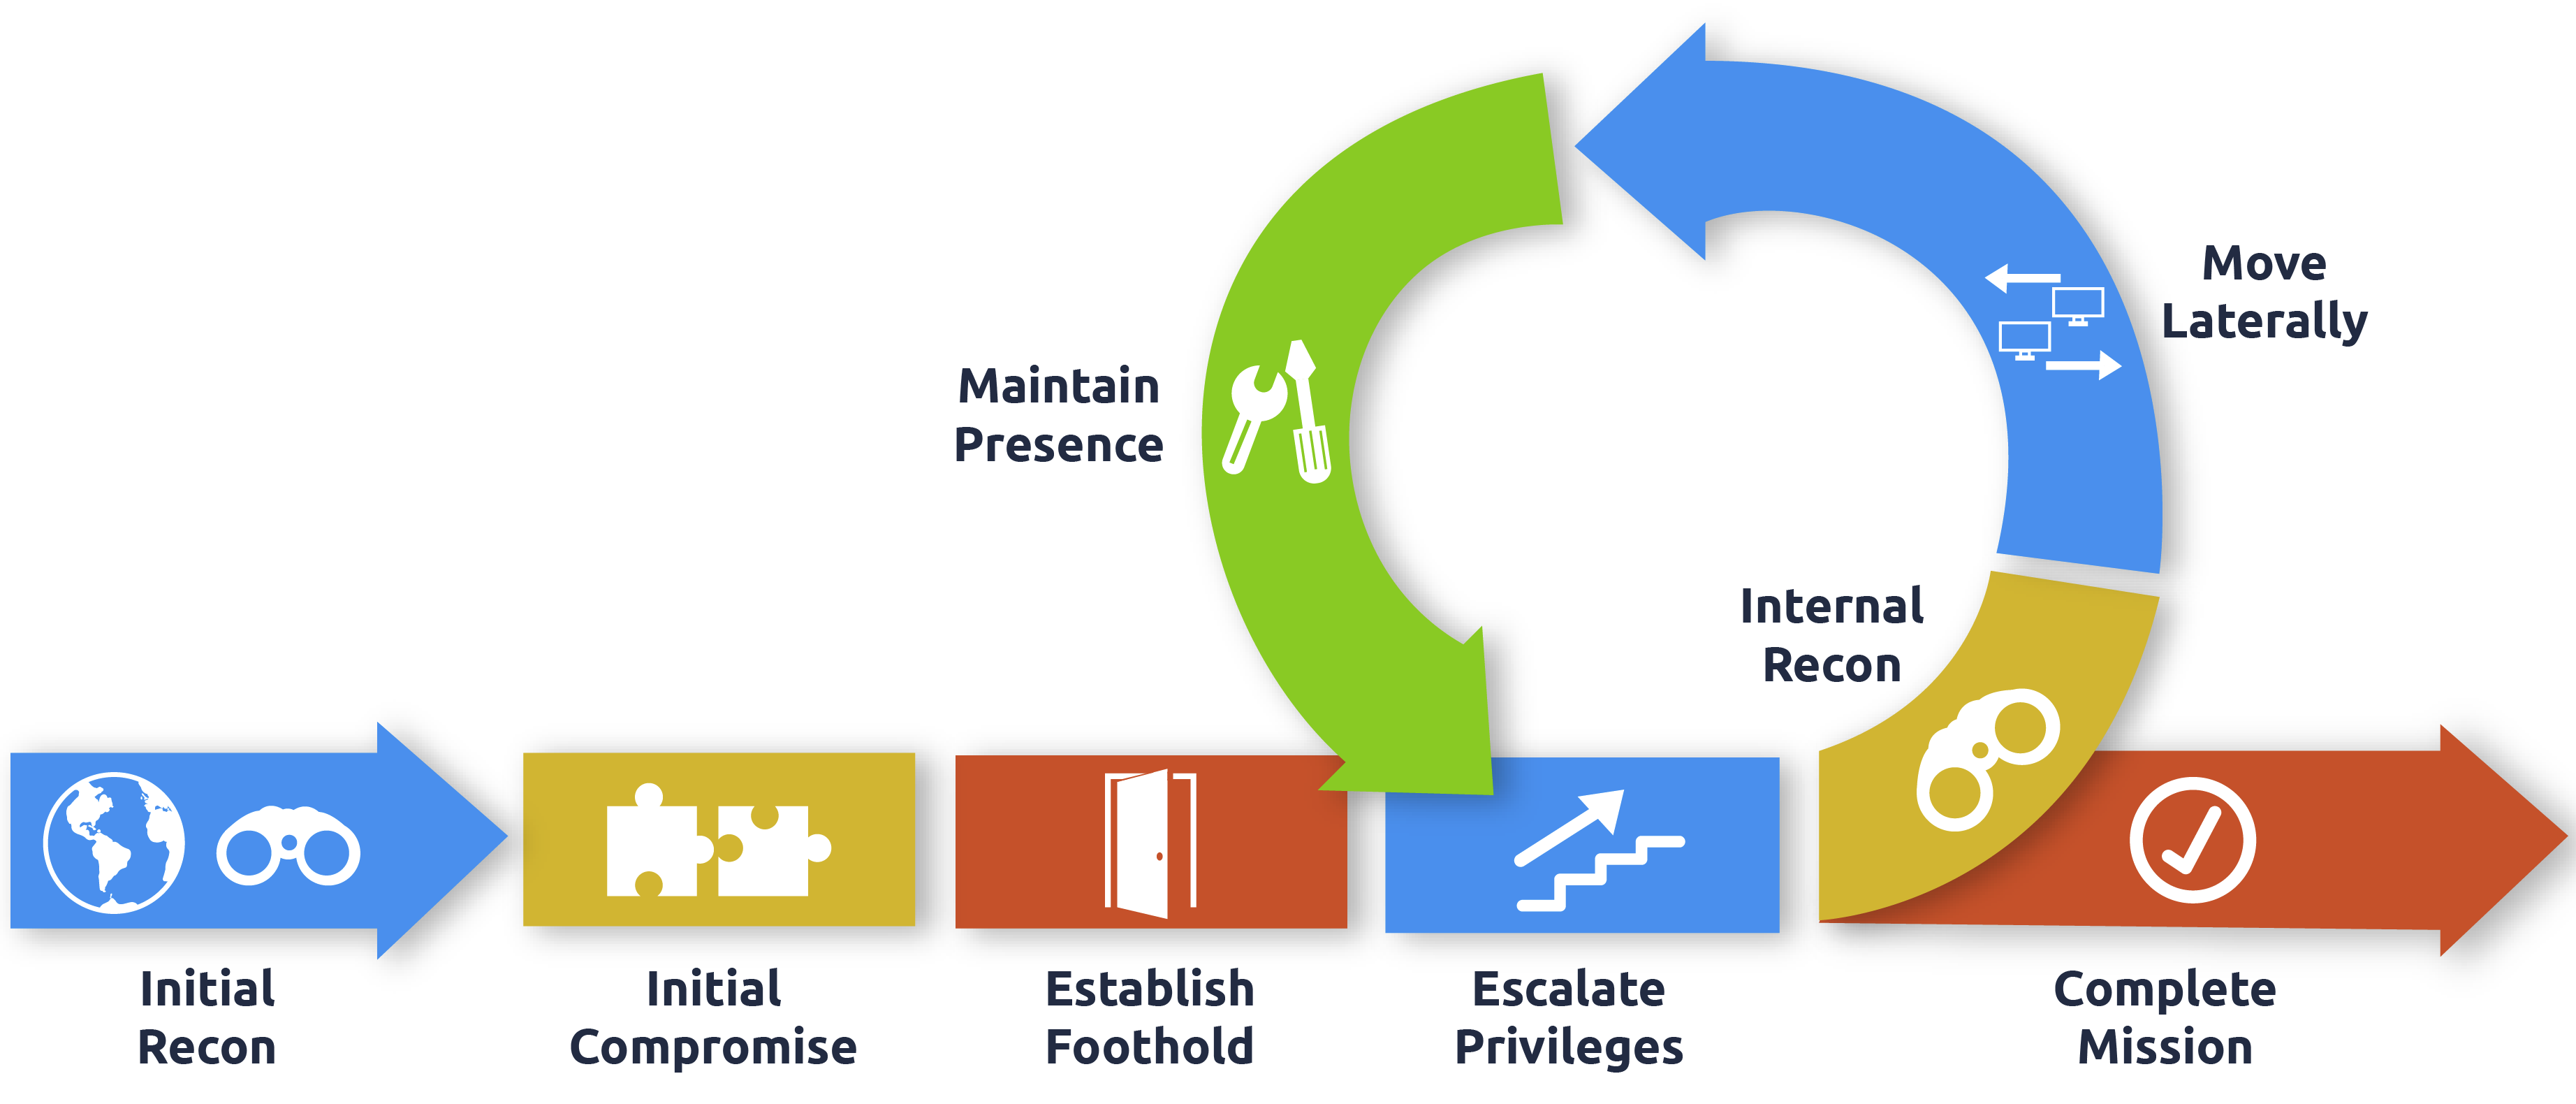 Move
Laterally
Maintain
Presence
Internal
Recon
Initial
Recon
Initial
Compromise
Establish
Foothold
Escalate
Privileges
Complete
Mission